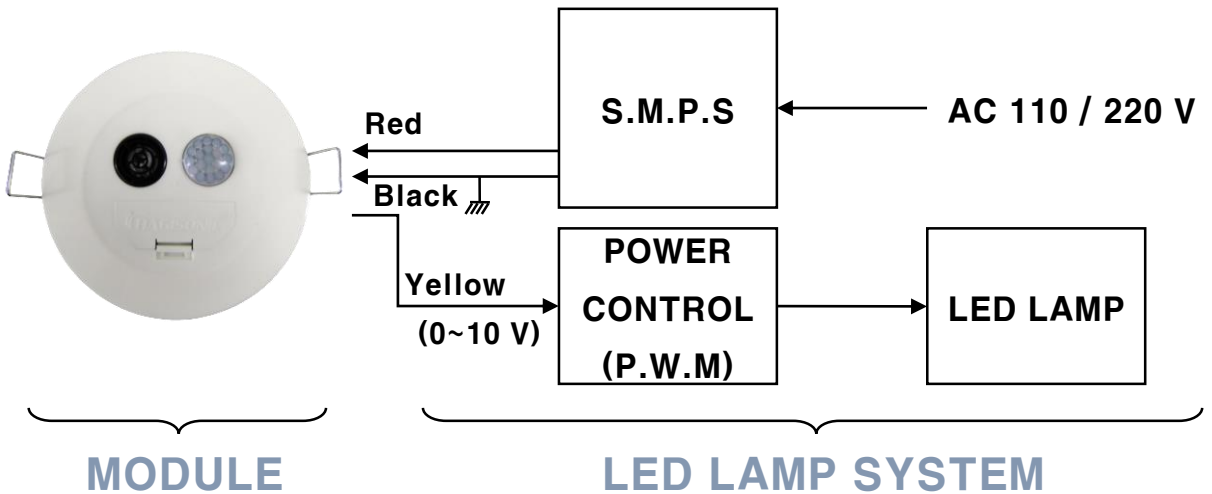 S.M.P.S
AC 110 / 220 V
Red
Black
Yellow
(0~10 V)
POWER
CONTROL
(P.W.M)
LED LAMP
MODULE
LED LAMP SYSTEM